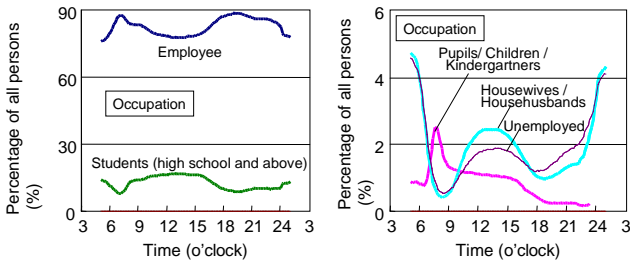 Percentage of all persons
(%)
90
60
30
0
Employee
Occupation
Students (high school and above)
3 6 9 12 15 18 21 24 3
Time (o'clock)
Percentage of all persons
(%)
6
4
2
0
Occupation
Pupils/ Children /
Kindergartners
Housewives /
Househusbands
Unemployed
3 6 9 12 15 18 21 24 3
Time (o'clock)